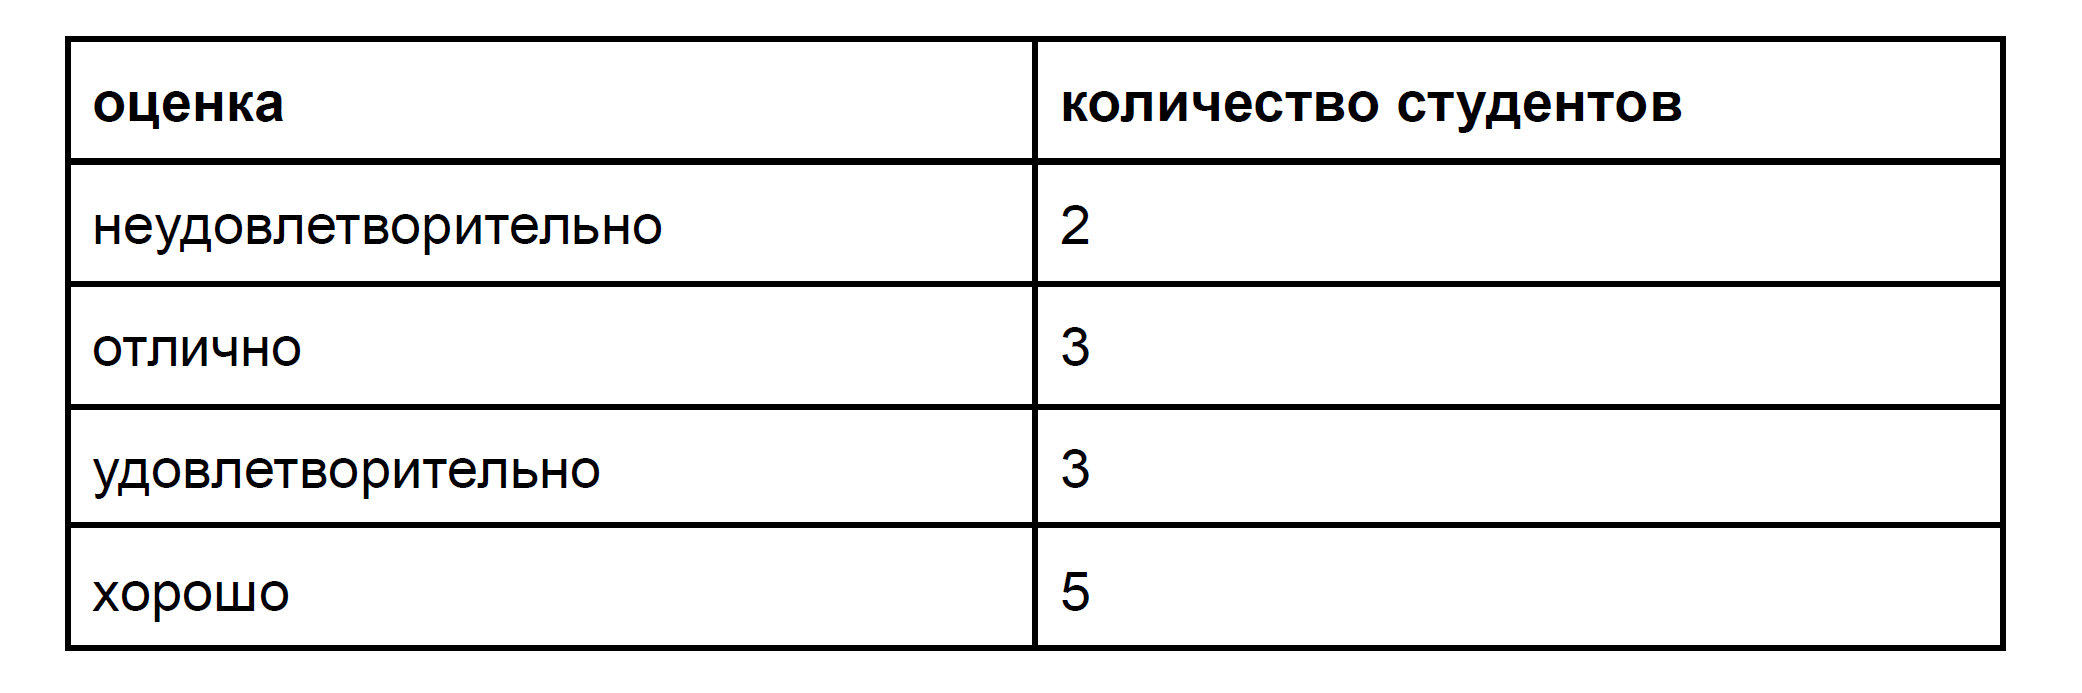 оценка количество студентов
неудовлетворительно 2
отлично 3
удовлетворительно 3
хорошо 5